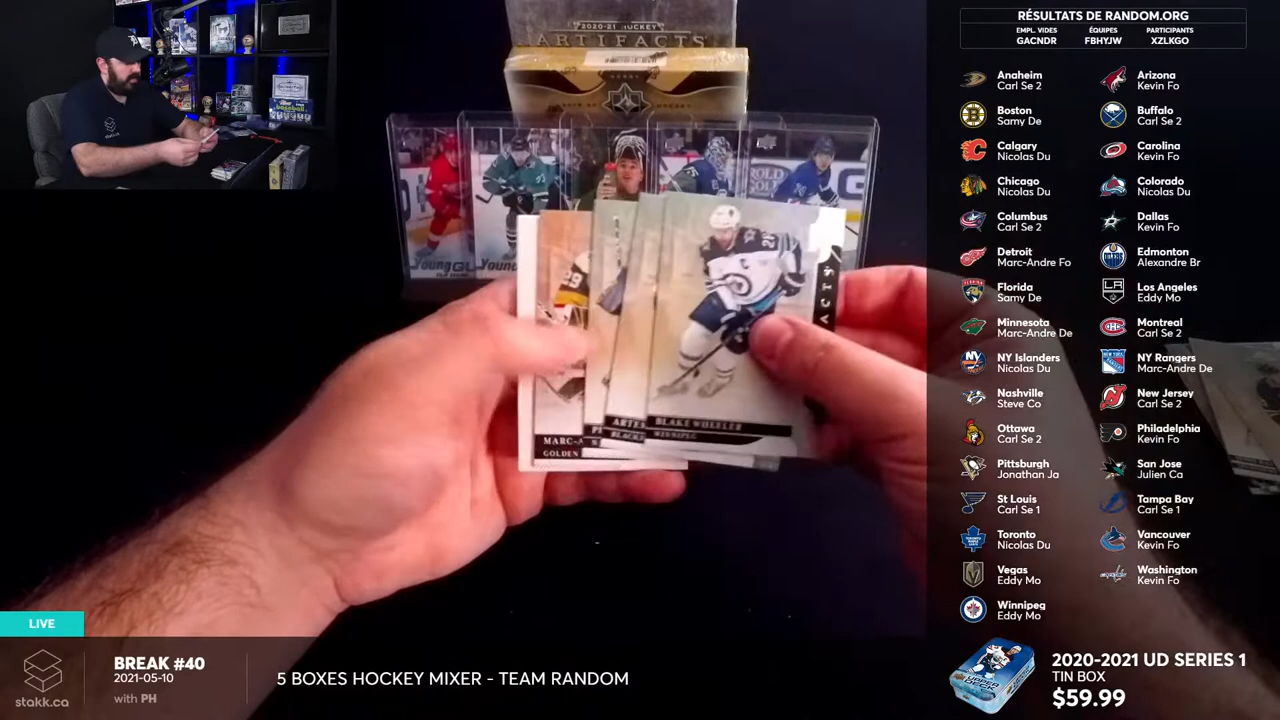 2020-21 HOCKEY
ARTIFACTS
MARC-A
GOLDEN
ARTE
BLACK
BLAKE WHEELER
WINNIPEG
ACTS
RÉSULTATS DE RANDOM.ORG
EMPL. VIDES ÉQUIPES PARTICIPANTS
GACNDR FBHYJW XZLKGO
Anaheim
Carl Se 2
Arizona
Kevin Fo
Boston
Samy De
Buffalo
Carl Se 2
Calgary
Nicolas Du
Carolina
Kevin Fo
Chicago
Nicolas Du
Colorado
Nicolas Du
Columbus
Carl Se 2
Dallas
Kevin Fo
Detroit
Marc-Andre Fo
Edmonton
Alexandre Br
Florida
Samy De
Los Angeles
Eddy Mo
Minnesota
Marc-Andre De
Montreal
Carl Se 2
NY Islanders
Nicolas Du
NY Rangers
Marc-Andre De
Nashville
Steve Co
New Jersey
Carl Se 2
Ottawa
Carl Se 2
Philadelphia
Kevin Fo
Pittsburgh
Jonathan Ja
San Jose
Julien Ca
St Louis
Carl Se 1
Tampa Bay
Carl Se 1
Toronto
Nicolas Du
Vancouver
Kevin Fo
Vegas
Eddy Mo
Washington
Kevin Fo
Winnipeg
Eddy Mo
LIVE
stakk.ca
BREAK #40
2021-05-10
with PH
5 BOXES HOCKEY MIXER - TEAM RANDOM
2020-2021 UD SERIES 1
TIN BOX
$59.99